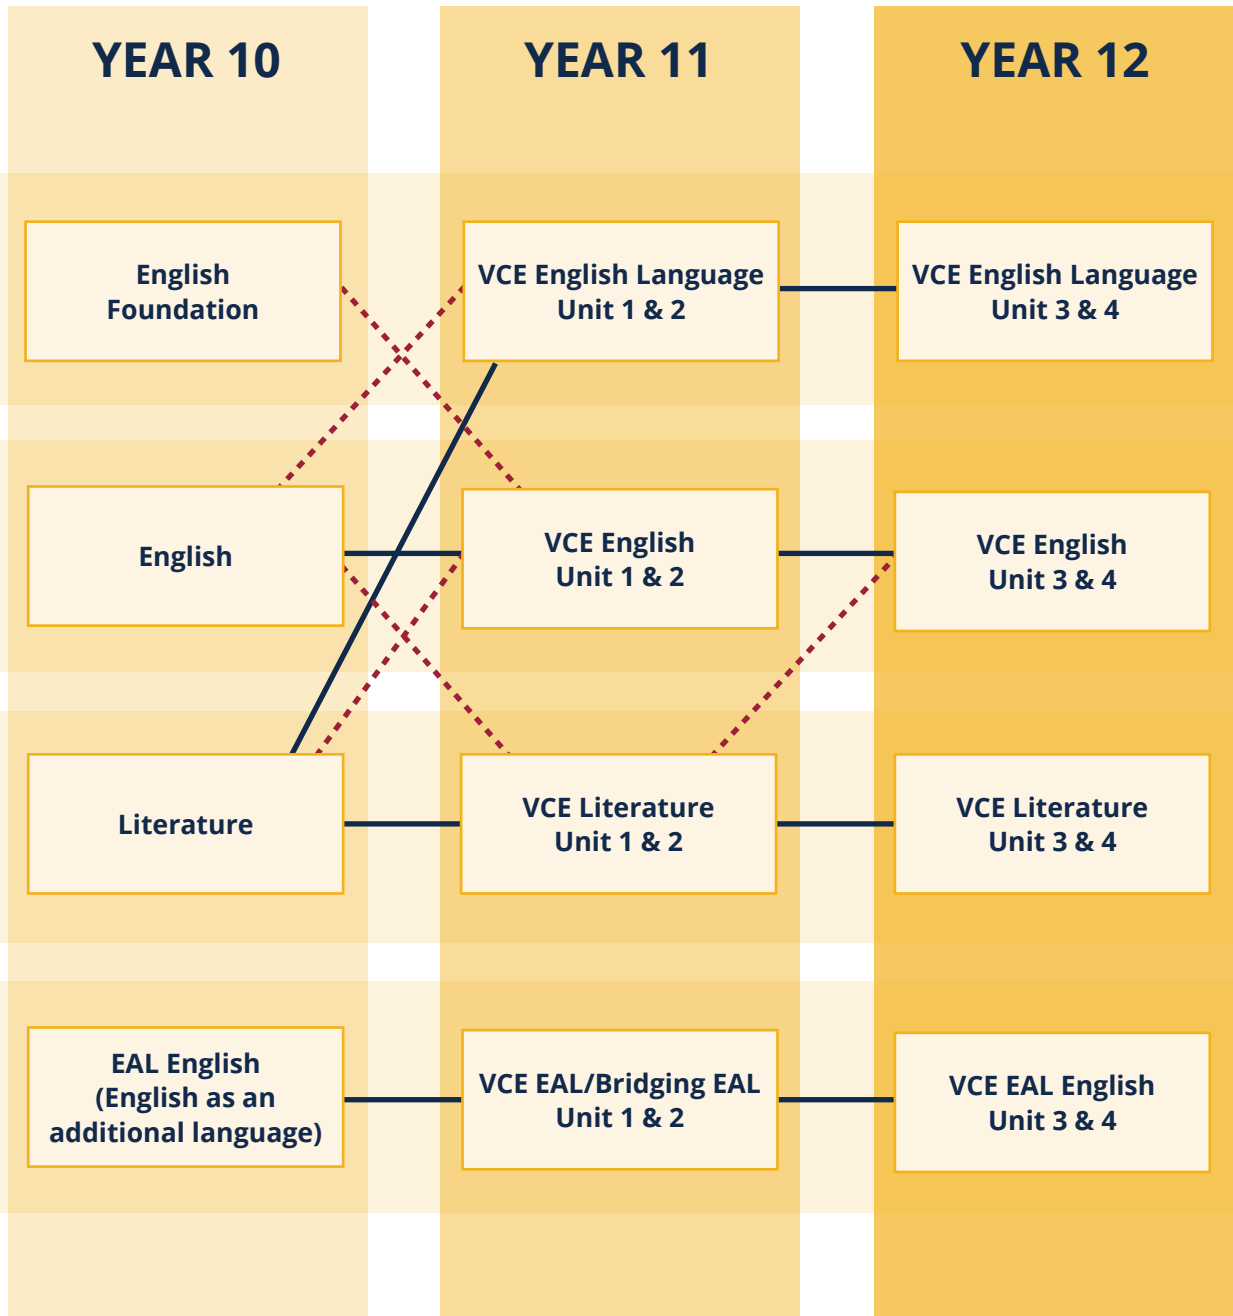 YEAR 10
YEAR 11
YEAR 12
English
Foundation
VCE English Language
Unit 1 & 2
VCE English Language
Unit 3 & 4
English
VCE English
Unit 1 & 2
VCE English
Unit 3 & 4
Literature
VCE Literature
Unit 1 & 2
VCE Literature
Unit 3 & 4
EAL English
(English as an
additional language)
VCE EAL/Bridging EAL
Unit 1 & 2
VCE EAL English
Unit 3 & 4